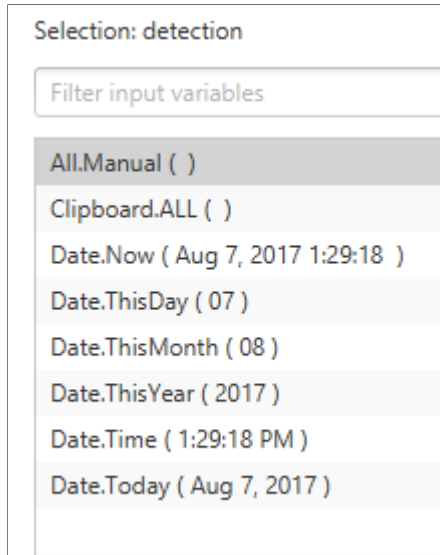 Selection: detection
Filter input variables
All.Manual ( )
Clipboard.ALL ( )
Date.Now ( Aug 7, 2017 1:29:18 )
Date.ThisDay ( 07 )
Date.ThisMonth ( 08 )
Date.ThisYear ( 2017 )
Date.Time ( 1:29:18 PM )
Date.Today ( Aug 7, 2017 )